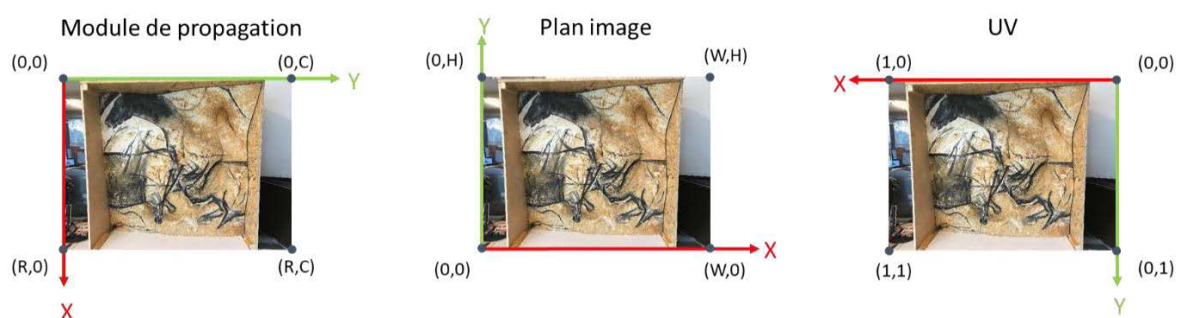 Module de propagation
(0,0)
(0,C)
Y
(R,0)
(R,C)
X
Plan image
Y
(0,H)
(W,H)
X
(0,0)
(W,0)
UV
(1,0)
(0,0)
X
(1,1)
(0,1)
Y